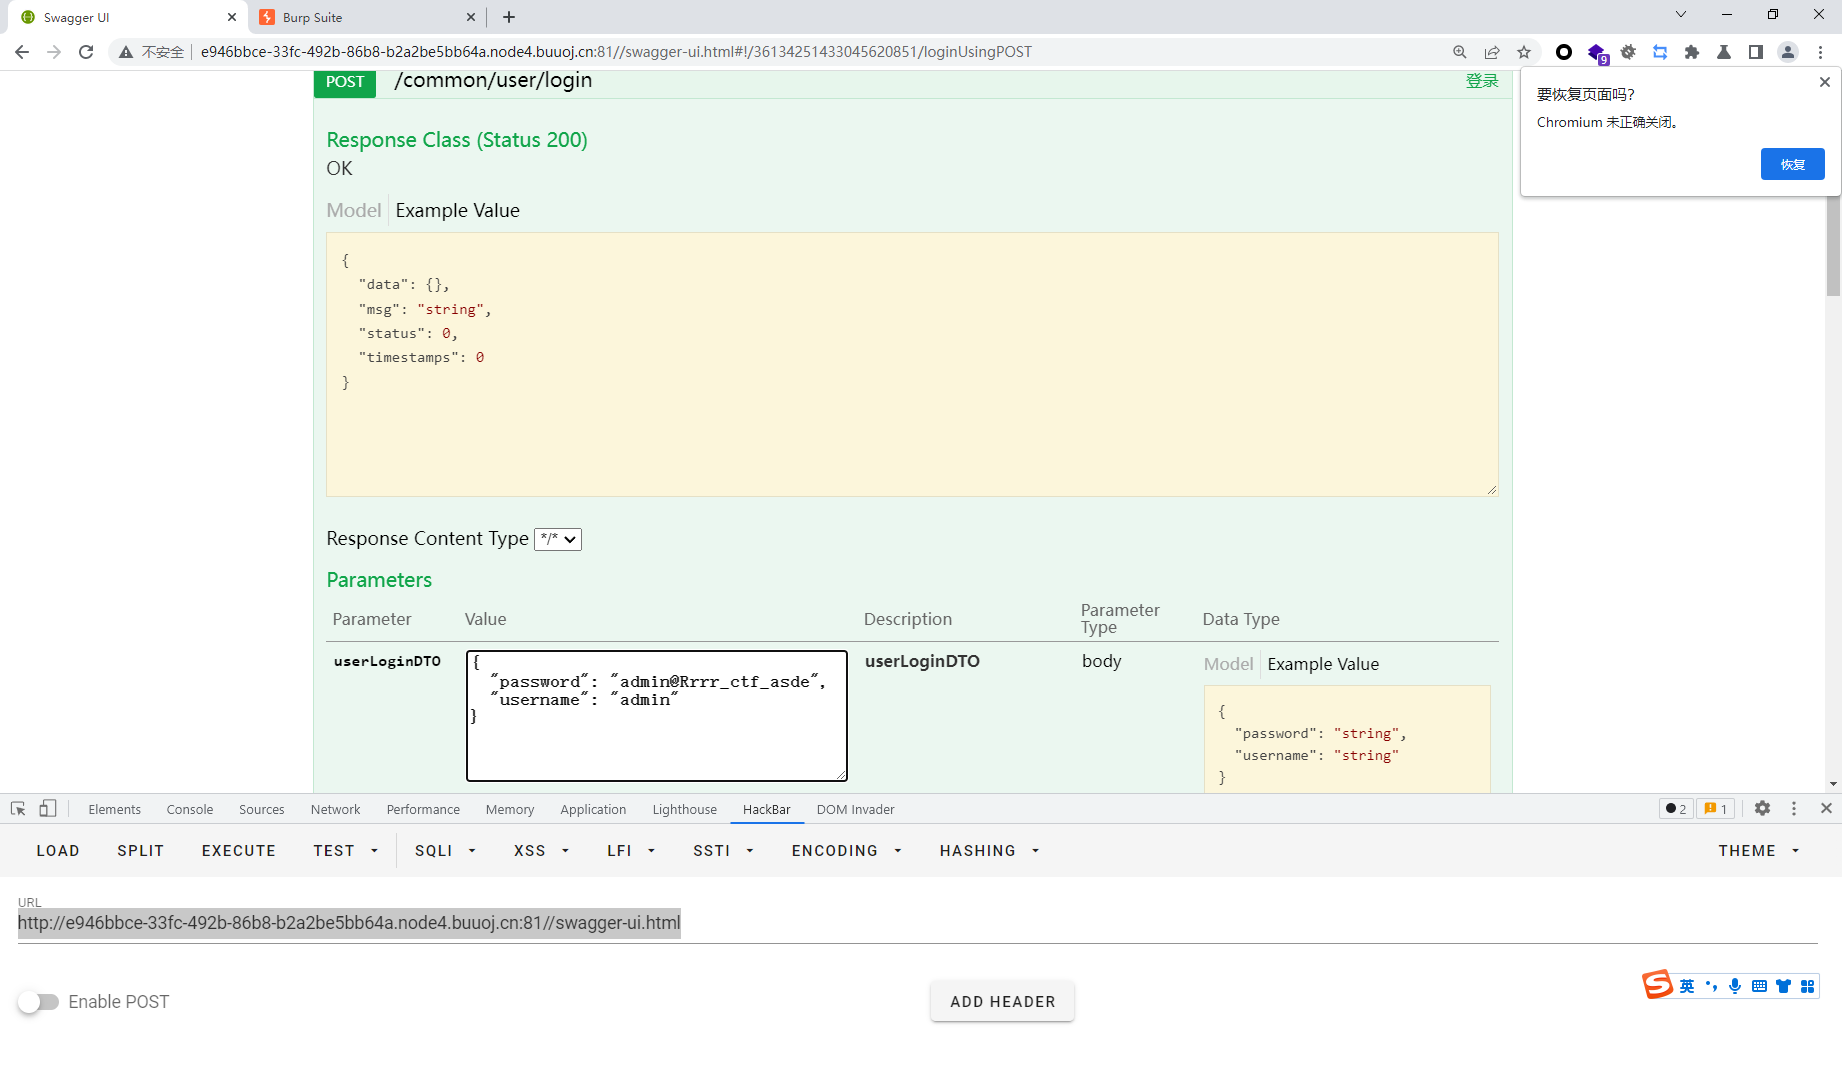 Swagger UI
Burp Suite
不安全
e946bbce-33fc-492b-86b8-b2a2be5bb64a.node4.buuoj.cn:81//swagger-ui.html#!/36134251433045620851/loginUsingPOST
9
POST
/common/user/login
登录
要恢复页面吗?
Chromium 未正确关闭。
恢复
Response Class (Status 200)
OK
Model
Example Value
{
"data": {},
"msg": "string",
"status": 0,
"timestamps": 0
}
Response Content Type
*/*
Parameters
Parameter
Value
Description
Parameter Type
Data Type
userLoginDTO
{
"password": "admin@Rrrr_ctf_asde",
"username": "admin"
}
userLoginDTO
body
Model
Example Value
{
"password": "string",
"username": "string"
}
Elements
Console
Sources
Network
Performance
Memory
Application
Lighthouse
HackBar
DOM Invader
2
1
LOAD
SPLIT
EXECUTE
TEST
SQLI
XSS
LFI
SSTI
ENCODING
HASHING
THEME
URL
http://e946bbce-33fc-492b-86b8-b2a2be5bb64a.node4.buuoj.cn:81//swagger-ui.html
Enable POST
ADD HEADER
S
英